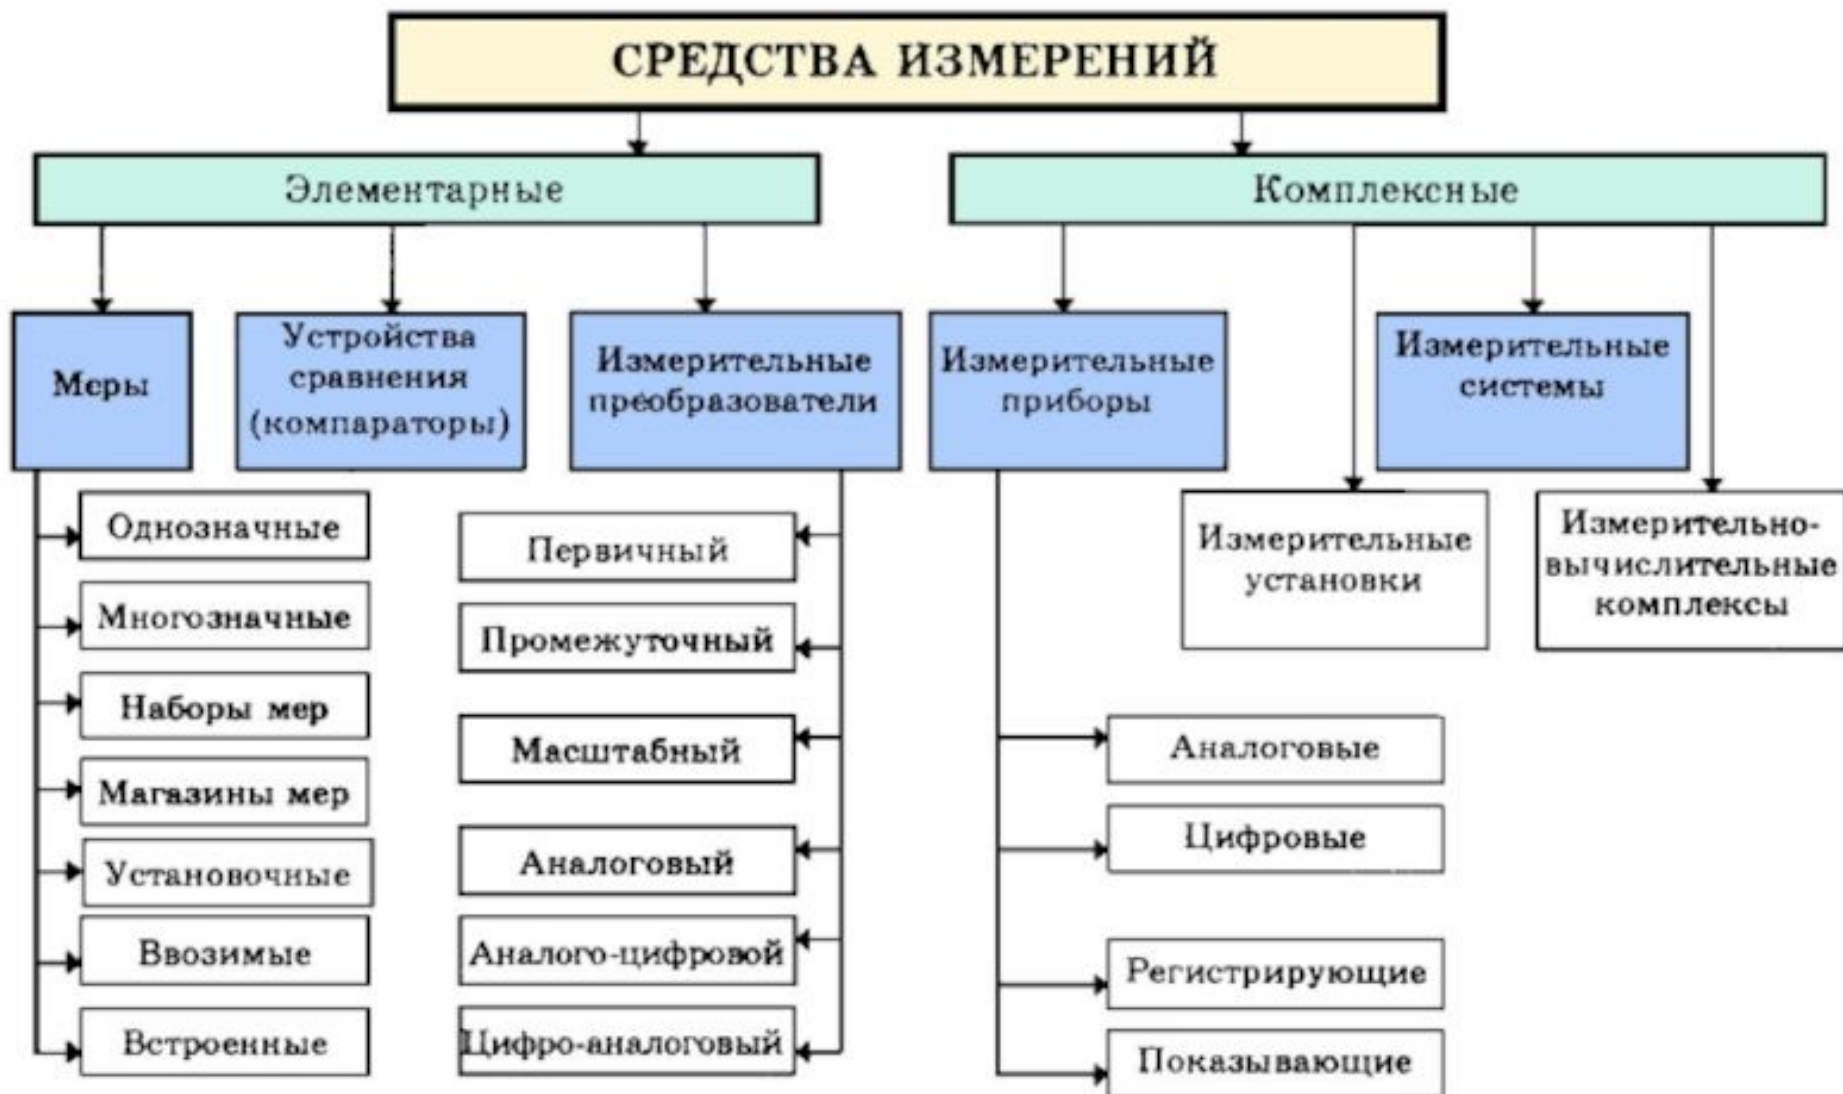 СРЕДСТВА ИЗМЕРЕНИЙ
Элементарные
Комплексные
Меры
Устройства
сравнения
(компараторы)
Измерительные
преобразователи
Измерительные
приборы
Измерительные
системы
Измерительные
установки
Измерительно-
вычислительные
комплексы
Однозначные
Многозначные
Наборы мер
Магазины мер
Установочные
Ввозимые
Встроенные
Первичный
Промежуточный
Масштабный
Аналоговый
Аналого-цифровой
Цифро-аналоговый
Аналоговые
Цифровые
Регистрирующие
Показывающие